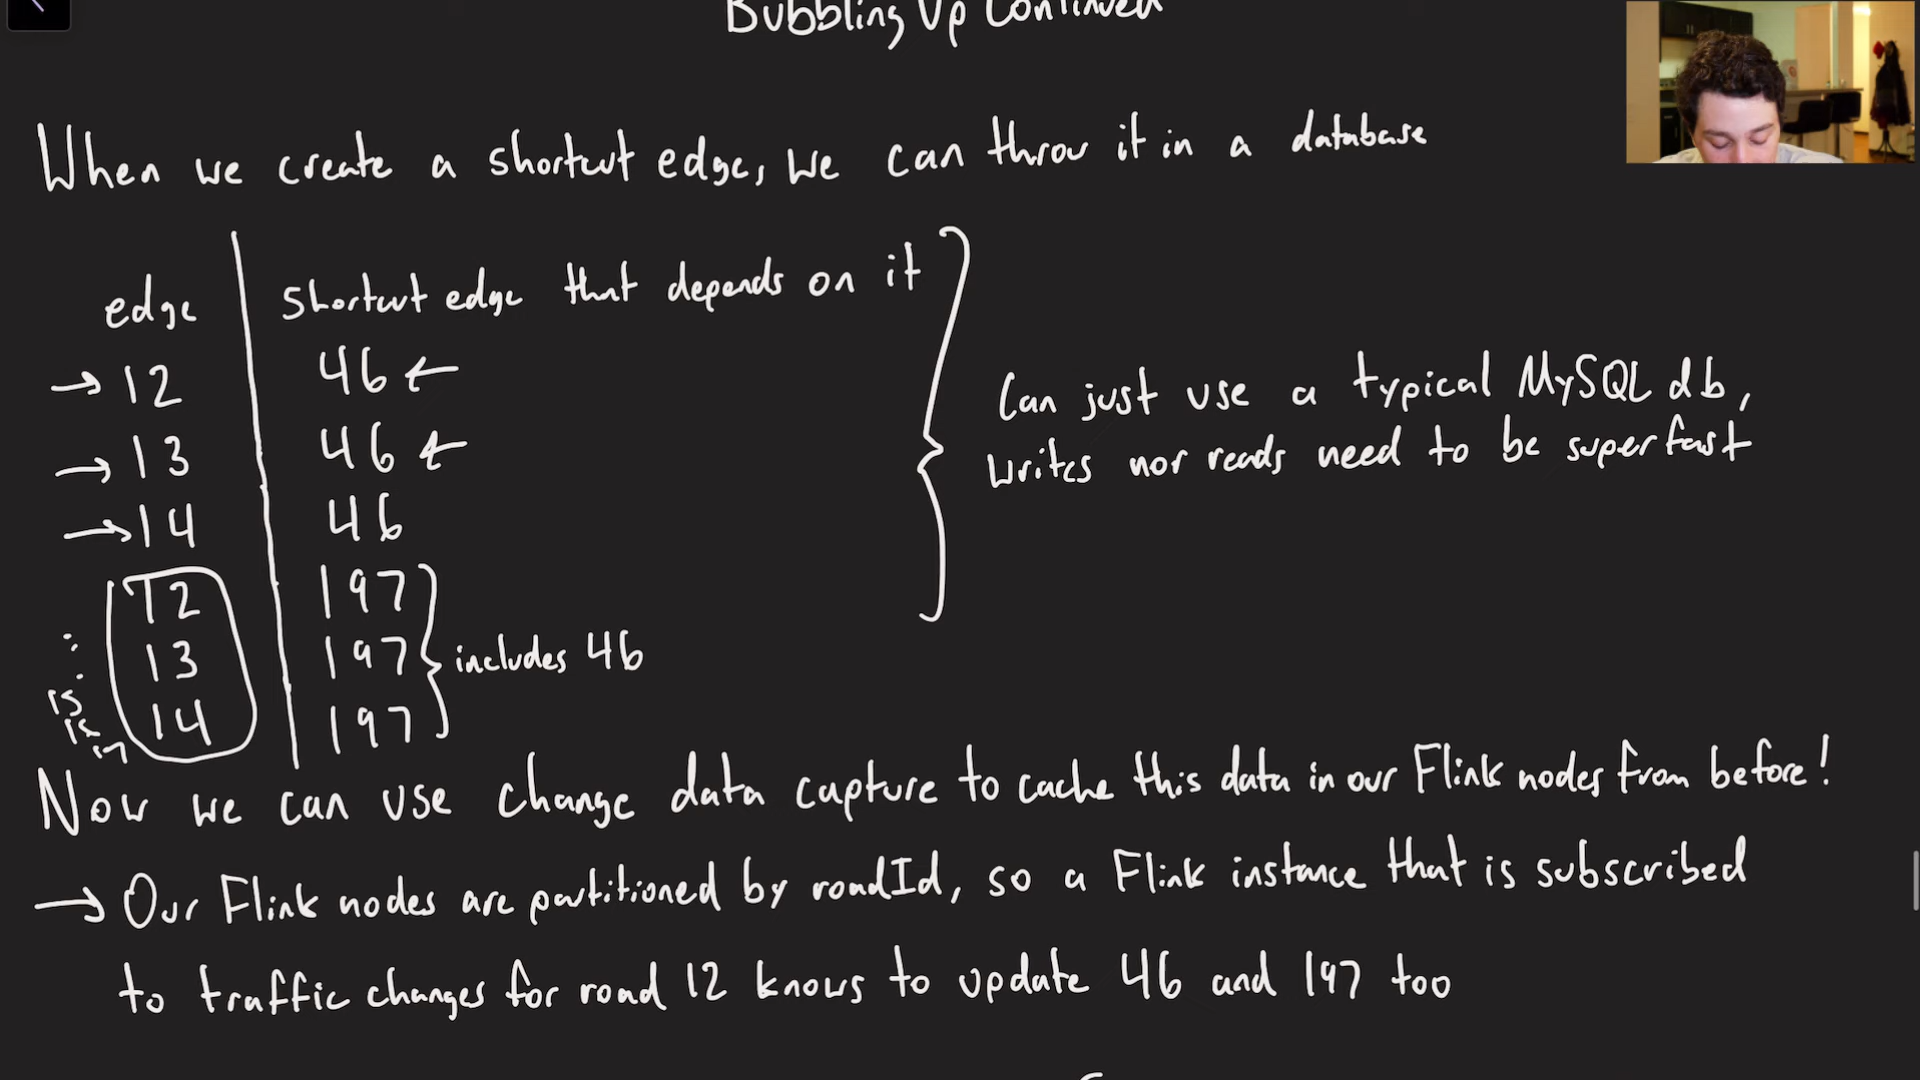 Bubbling Up Continued
When we create a shortcut edge, we can throw it in a database
edge | shortcut edge that depends on it
→ 12 | 46 ←
→ 13 | 46 ←
→ 14 | 46
12 | 197
13 | 197
14 | 197
includes 46
15
17
Can just use a typical MySQL db,
writes nor reads need to be super fast
Now we can use change data capture to cache this data in our Flink nodes from before!
→ Our Flink nodes are partitioned by roadId, so a Flink instance that is subscribed
to traffic changes for road 12 knows to update 46 and 197 too